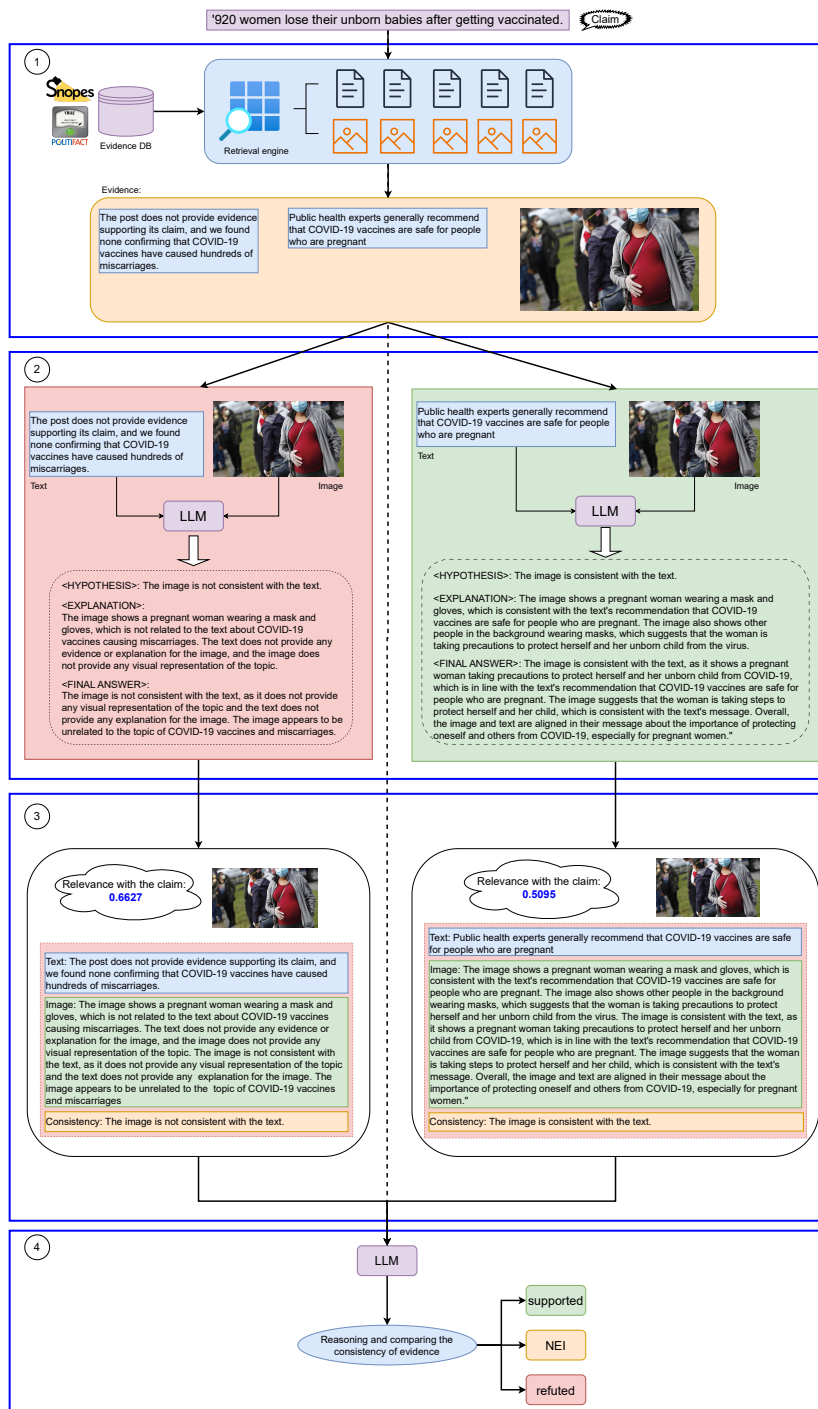 '920 women lose their unborn babies after getting vaccinated.
Claim
1
Snopes
TRUE
POLITIFACT
Evidence DB
Retrieval engine
Evidence:
The post does not provide evidence
supporting its claim, and we found
none confirming that COVID-19
vaccines have caused hundreds of
miscarriages.
Public health experts generally recommend
that COVID-19 vaccines are safe for people
who are pregnant
2
The post does not provide evidence
supporting its claim, and we found
none confirming that COVID-19
vaccines have caused hundreds of
miscarriages.
Text
Image
LLM
<HYPOTHESIS>: The image is not consistent with the text.
<EXPLANATION>:
The image shows a pregnant woman wearing a mask and
gloves, which is not related to the text about COVID-19
vaccines causing miscarriages. The text does not provide any
evidence or explanation for the image, and the image does
not provide any visual representation of the topic.
<FINAL ANSWER>:
The image is not consistent with the text, as it does not provide
any visual representation of the topic and the text does not
provide any explanation for the image. The image appears to be
unrelated to the topic of COVID-19 vaccines and miscarriages.
Public health experts generally recommend
that COVID-19 vaccines are safe for people
who are pregnant
Text
Image
LLM
<HYPOTHESIS>: The image is consistent with the text.
<EXPLANATION>: The image shows a pregnant woman wearing a mask and
gloves, which is consistent with the text's recommendation that COVID-19
vaccines are safe for people who are pregnant. The image also shows other
people in the background wearing masks, which suggests that the woman is
taking precautions to protect herself and her unborn child from the virus.
<FINAL ANSWER>: The image is consistent with the text, as it shows a pregnant
woman taking precautions to protect herself and her unborn child from COVID-19,
which is in line with the text's recommendation that COVID-19 vaccines are safe for
people who are pregnant. The image suggests that the woman is taking steps to
protect herself and her child, which is consistent with the text's message. Overall,
the image and text are aligned in their message about the importance of protecting
oneself and others from COVID-19, especially for pregnant women."
3
Relevance with the claim:
0.6627
Text: The post does not provide evidence supporting its claim, and
we found none confirming that COVID-19 vaccines have caused
hundreds of miscarriages.
Image: The image shows a pregnant woman wearing a mask and
gloves, which is not related to the text about COVID-19 vaccines
causing miscarriages. The text does not provide any evidence or
explanation for the image, and the image does not provide any
visual representation of the topic. The image is not consistent with
the text, as it does not provide any visual representation of the topic
and the text does not provide any explanation for the image. The
image appears to be unrelated to the topic of COVID-19 vaccines
and miscarriages
Consistency: The image is not consistent with the text.
Relevance with the claim:
0.5095
Text: Public health experts generally recommend that COVID-19 vaccines are safe
for people who are pregnant
Image: The image shows a pregnant woman wearing a mask and gloves, which is
consistent with the text's recommendation that COVID-19 vaccines are safe for
people who are pregnant. The image also shows other people in the background
wearing masks, which suggests that the woman is taking precautions to protect
herself and her unborn child from the virus. The image is consistent with the text, as
it shows a pregnant woman taking precautions to protect herself and her unborn
child from COVID-19, which is in line with the text's recommendation that COVID-19
vaccines are safe for people who are pregnant. The image suggests that the woman
is taking steps to protect herself and her child, which is consistent with the text's
message. Overall, the image and text are aligned in their message about the
importance of protecting oneself and others from COVID-19, especially for pregnant
women."
Consistency: The image is consistent with the text.
4
LLM
Reasoning and comparing the
consistency of evidence
supported
NEI
refuted